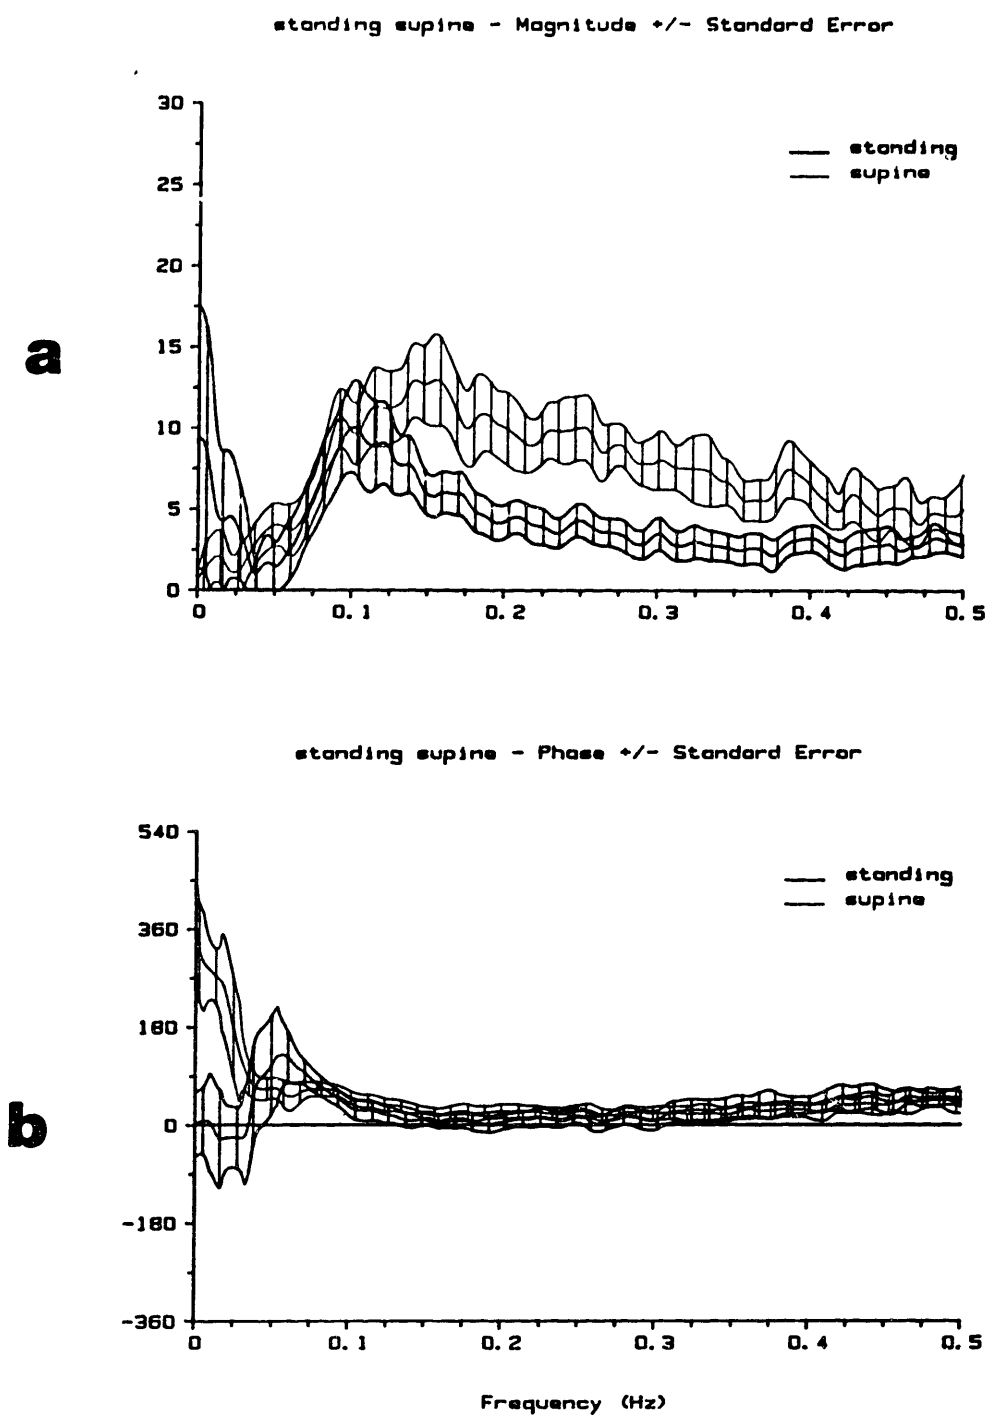 standing supine - Magnitude +/- Standard Error
30
standing
25
supine
20
a
15
10
5
0
0 0.1 0.2 0.3 0.4 0.5
standing supine - Phase +/- Standard Error
540
standing
supine
360
180
b
0
-180
-360
0 0.1 0.2 0.3 0.4 0.5
Frequency (Hz)